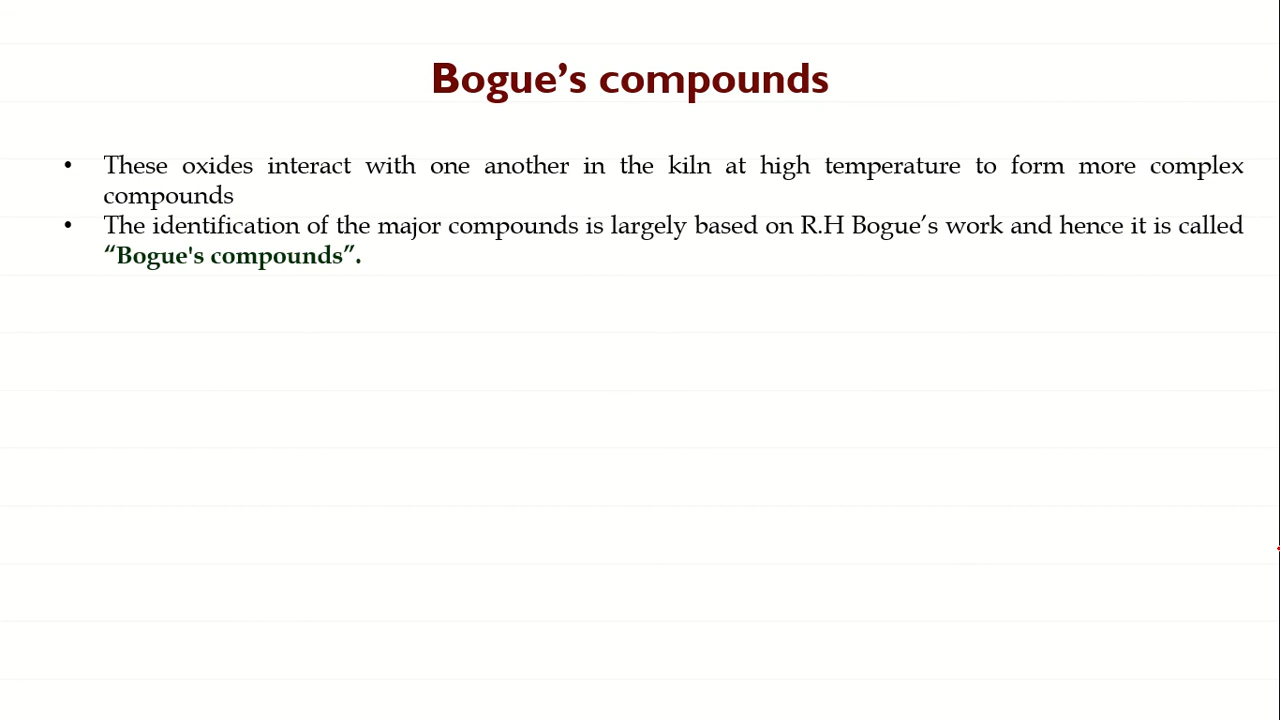 Bogue’s compounds
• These oxides interact with one another in the kiln at high temperature to form more complex
compounds
• The identification of the major compounds is largely based on R.H Bogue’s work and hence it is called
“Bogue's compounds”.